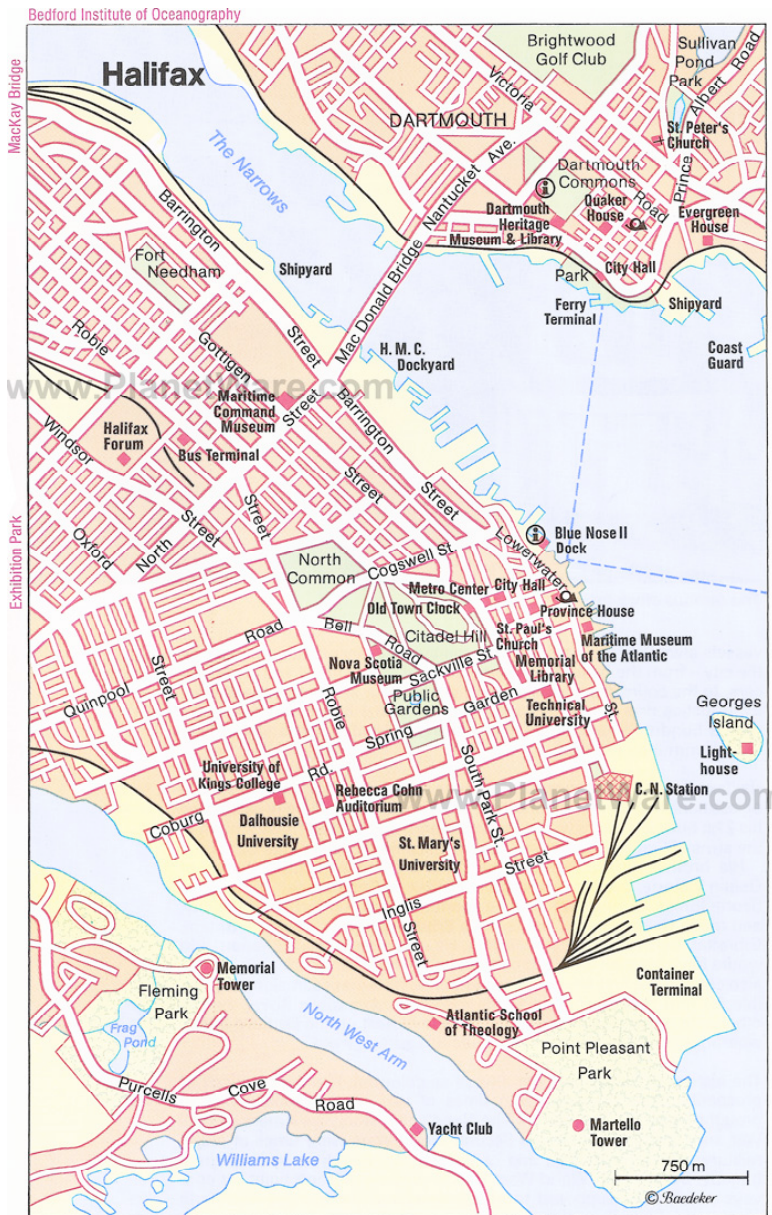 Bedford Institute of Oceanography
MacKay Bridge
Exhibition Park
Halifax
Brightwood
Golf Club
Sullivan
Pond
Park
Albert Road
Victoria
DARTMOUTH
St. Peter's
Church
The Narrows
Nantucket Ave.
Dartmouth
Commons
Prince
Road
Barrington
Dartmouth
Heritage
Museum & Library
Quaker
House
Evergreen
House
Fort
Needham
Shipyard
Mac Donald Bridge
Park
City Hall
Ferry
Terminal
Shipyard
Robie
Gottigen
Street
H. M. C.
Dockyard
Coast
Guard
www.PlanetWare.com
Maritime
Command
Museum
Street
Barrington
Halifax
Forum
Windsor
Bus Terminal
Street
Street
Oxford
North
Street
Street
Blue Nose II
Dock
Lowerwater
North
Common
Cogswell St.
Metro Center
City Hall
Old Town Clock
Province House
Bell
Road
Citadel Hill
St. Paul's
Church
Maritime Museum
of the Atlantic
Quinpool
Road
Street
Nova Scotia
Museum
Sackville St.
Memorial
Library
Public
Gardens
Technical
University
St.
Georges
Island
Light-
house
Robie
Spring
Garden
Rd.
University of
Kings College
Rebecca Cohn
Auditorium
South Park St.
C. N. Station
www.PlanetWare.com
Coburg
Dalhousie
University
St. Mary's
University
Inglis
Street
Street
Memorial
Tower
Fleming
Park
Container
Terminal
Frag
Pond
North West Arm
Atlantic School
of Theology
Point Pleasant
Park
Purcells
Cove
Road
Yacht Club
Martello
Tower
Williams Lake
750 m
© Baedeker